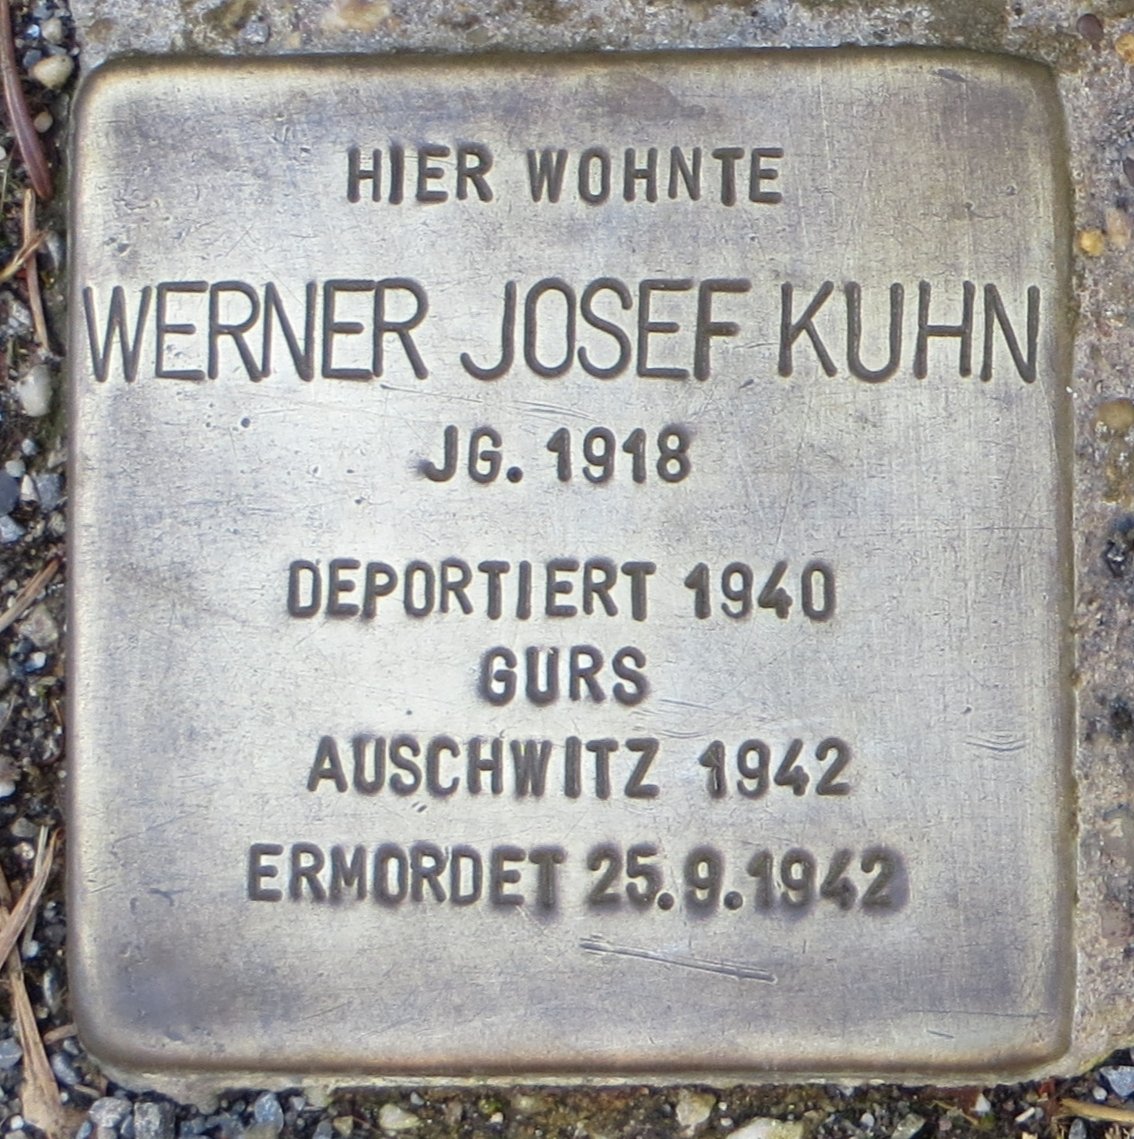 HIER WOHNTE
WERNER JOSEF KUHN
JG. 1918
DEPORTIERT 1940
GURS
AUSCHWITZ 1942
ERMORDET 25.9.1942